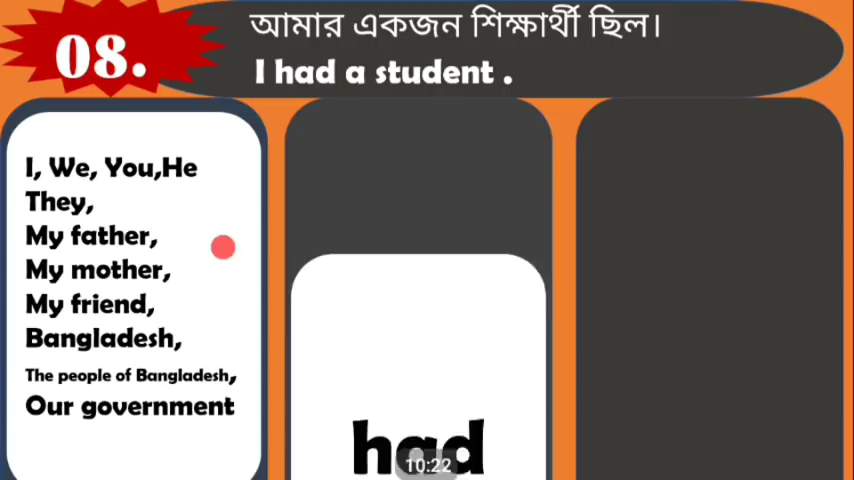 08.
আমার একজন শিক্ষার্থী ছিল।
I had a student .
I, We, You,He
They,
My father,
My mother,
My friend,
Bangladesh,
The people of Bangladesh,
Our government
had
10:22